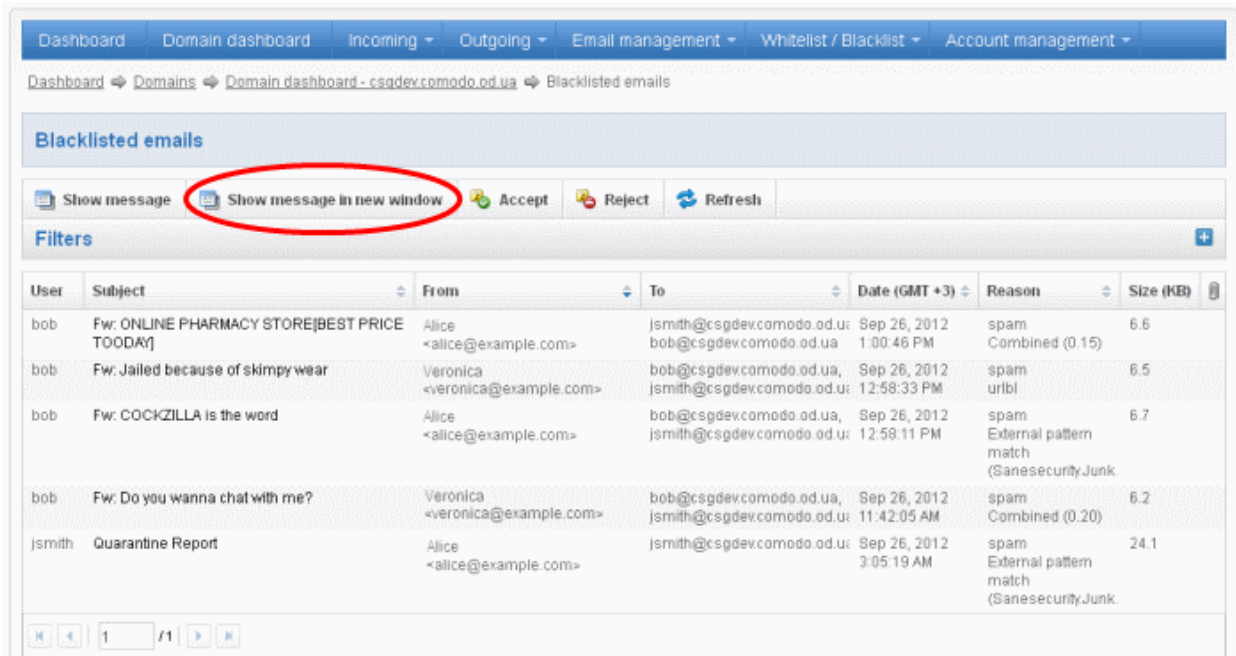 Dashboard Domain dashboard Incoming Outgoing Email management Whitelist / Blacklist Account management
Dashboard Domains Domain dashboard - csgdev.comodo.od.ua Blacklisted emails
Blacklisted emails
Show message Show message in new window Accept Reject Refresh
Filters
User Subject From To Date (GMT +3) Reason Size (KB)
bob Fw: ONLINE PHARMACY STORE[BEST PRICE Alice jsmith@csgdev.comodo.od.ua Sep 26, 2012 spam 6.6
TOODAY] <alice@example.com> bob@csgdev.comodo.od.ua 1:00:46 PM Combined (0.15)
bob Fw: Jailed because of skimpy wear Veronica bob@csgdev.comodo.od.ua, Sep 26, 2012 spam 6.5
<veronica@example.com> jsmith@csgdev.comodo.od.ua 12:58:33 PM urlbl
bob Fw: COCKZILLA is the word Alice bob@csgdev.comodo.od.ua, Sep 26, 2012 spam 6.7
<alice@example.com> jsmith@csgdev.comodo.od.ua 12:58:11 PM External pattern
match
(Sanesecurity.Junk.
bob Fw: Do you wanna chat with me? Veronica bob@csgdev.comodo.od.ua, Sep 26, 2012 spam 6.2
<veronica@example.com> jsmith@csgdev.comodo.od.ua 11:42:05 AM Combined (0.20)
jsmith Quarantine Report Alice jsmith@csgdev.comodo.od.ua Sep 26, 2012 spam 24.1
<alice@example.com> 3:05:19 AM External pattern
match
(Sanesecurity.Junk.
1 /1